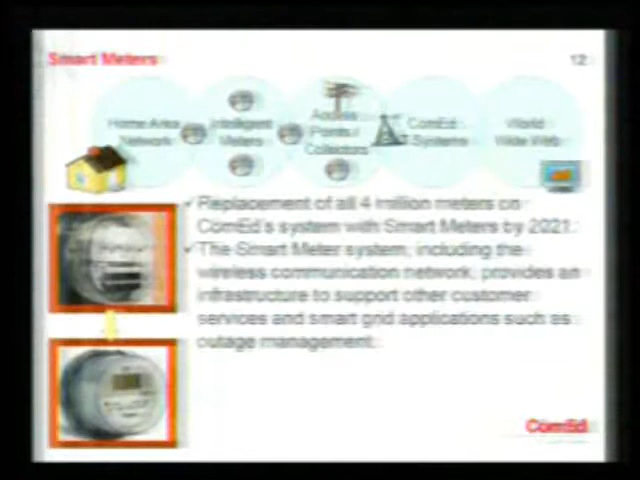 Smart Meters
12
Home Area
Network
Intelligent
Meters
Access
Points /
Collectors
ComEd
Systems
World
Wide Web
Replacement of all 4 million meters on
ComEd's system with Smart Meters by 2021.
The Smart Meter system, including the
wireless communication network, provides an
infrastructure to support other customer
services and smart grid applications such as
outage management.
ComEd